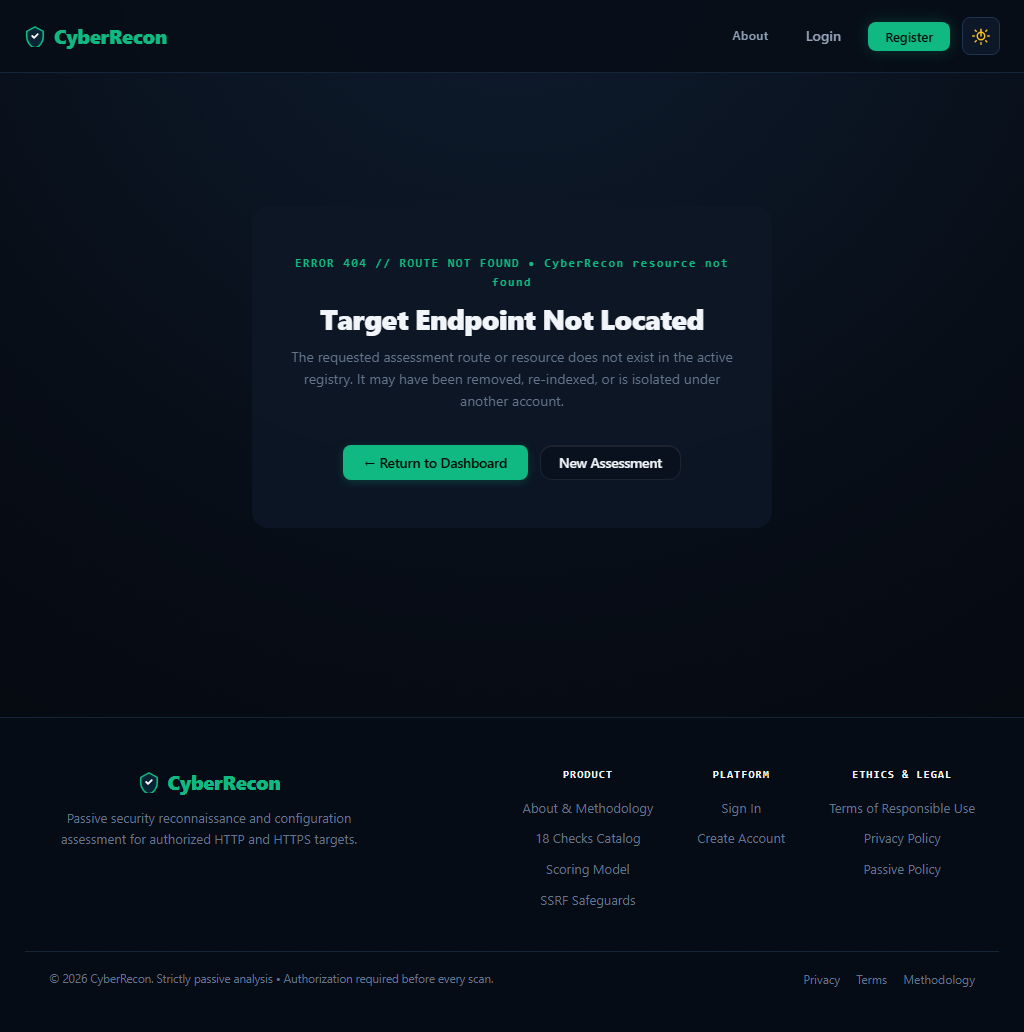 CyberRecon
About
Login
Register
ERROR 404 // ROUTE NOT FOUND • CyberRecon resource not
found
Target Endpoint Not Located
The requested assessment route or resource does not exist in the active
registry. It may have been removed, re-indexed, or is isolated under
another account.
← Return to Dashboard
New Assessment
CyberRecon
Passive security reconnaissance and configuration
assessment for authorized HTTP and HTTPS targets.
PRODUCT
About & Methodology
18 Checks Catalog
Scoring Model
SSRF Safeguards
PLATFORM
Sign In
Create Account
ETHICS & LEGAL
Terms of Responsible Use
Privacy Policy
Passive Policy
© 2026 CyberRecon. Strictly passive analysis • Authorization required before every scan.
Privacy
Terms
Methodology